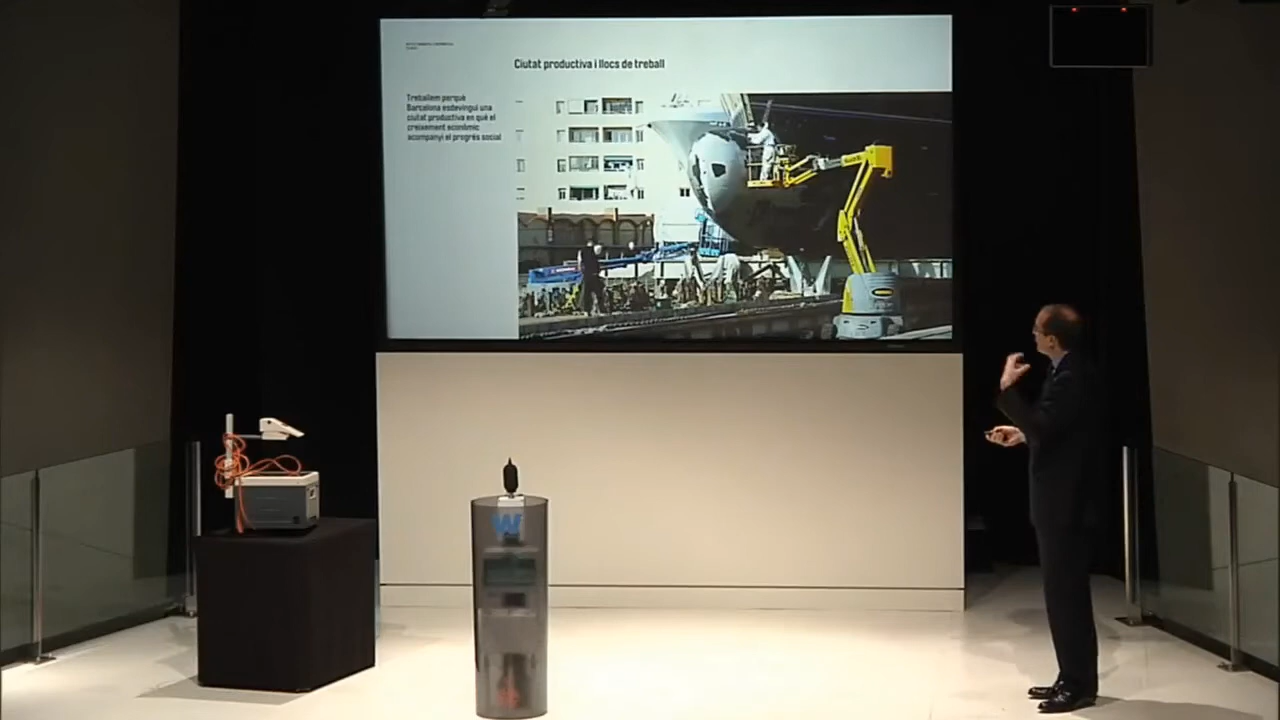 Ciutat productiva i llocs de treball
Treballem perquè
Barcelona esdevingui una
ciutat productiva en què el
creixement econòmic
acompanyi el progrés social
W